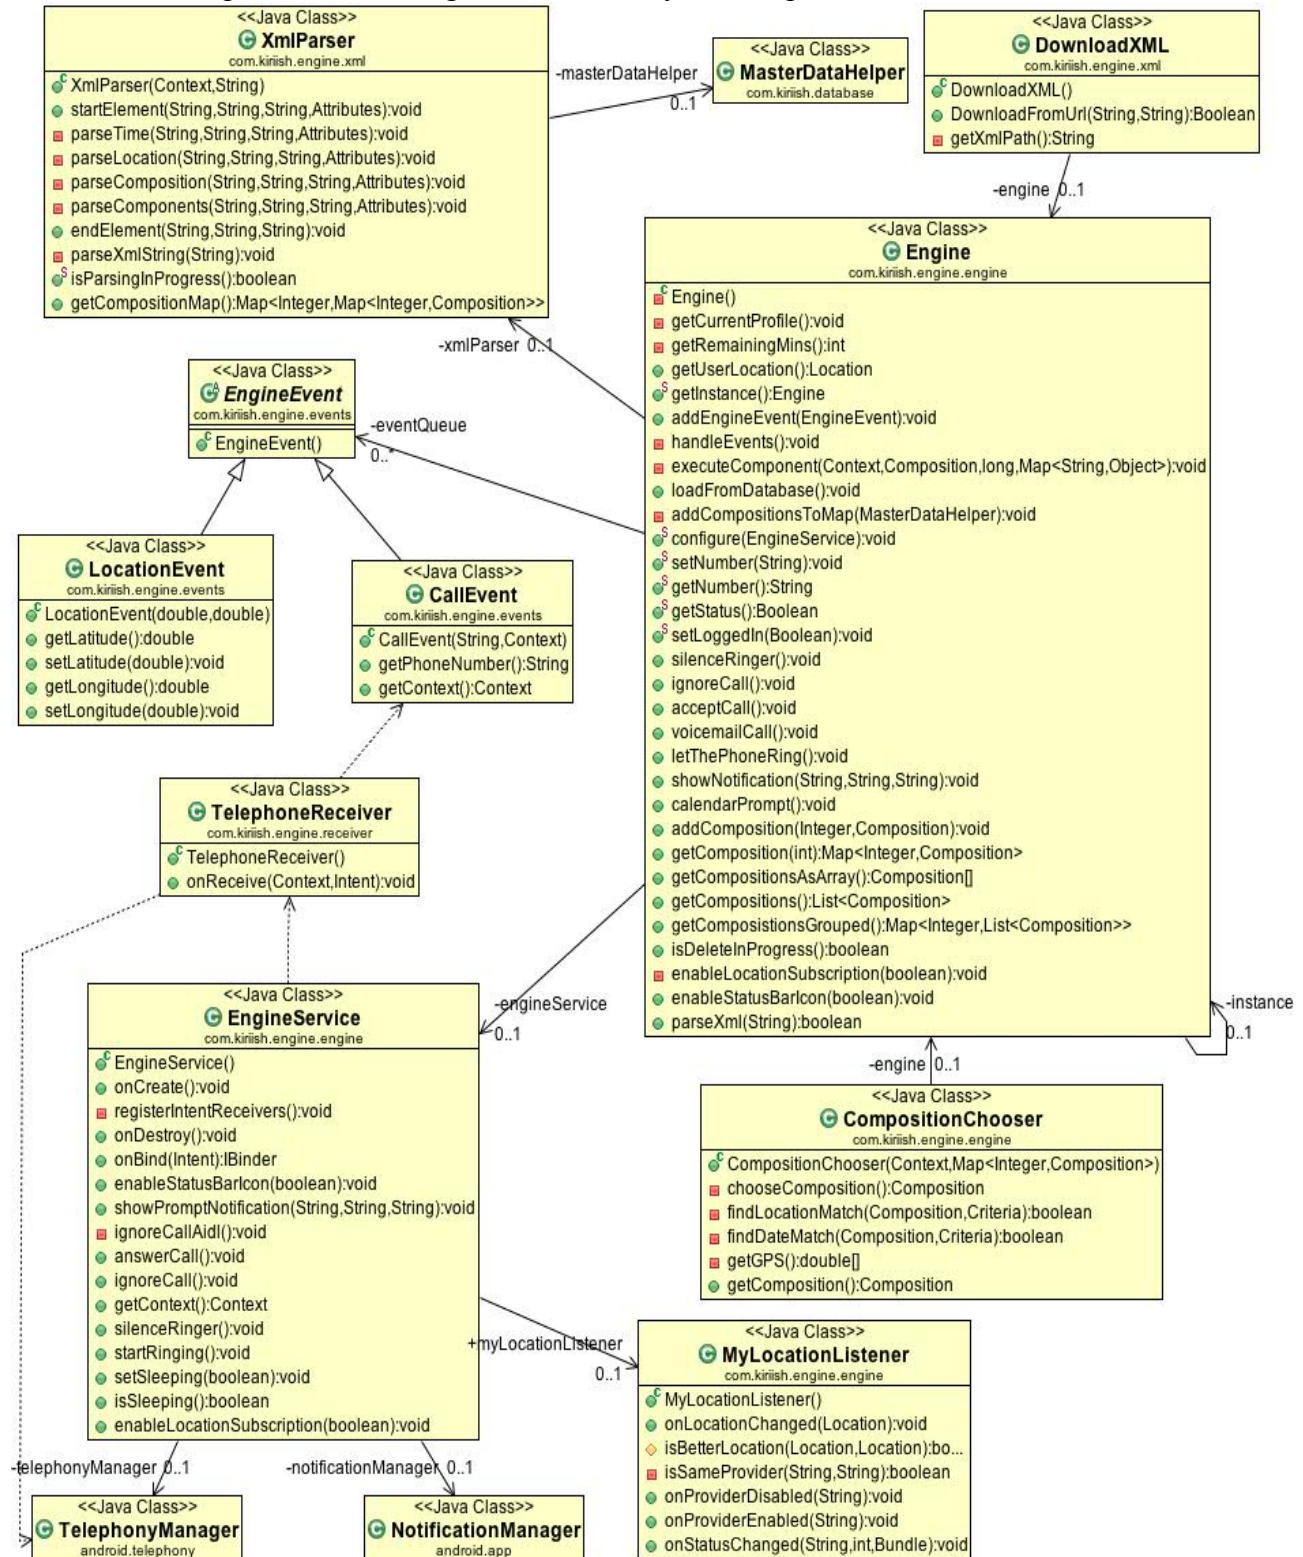 <<Java Class>>
XmlParser
com.kiriish.engine.xml
XmlParser(Context,String)
startElement(String,String,String,Attributes):void
parseTime(String,String,String,Attributes):void
parseLocation(String,String,String,Attributes):void
parseComposition(String,String,String,Attributes):void
parseComponents(String,String,String,Attributes):void
endElement(String,String,String):void
parseXmlString(String):void
isParsingInProgress():boolean
getCompositionMap():Map<Integer,Map<Integer,Composition>>
-masterDataHelper
0..1
<<Java Class>>
MasterDataHelper
com.kiriish.database
<<Java Class>>
DownloadXML
com.kiriish.engine.xml
DownloadXML()
DownloadFromUrl(String,String):Boolean
getXmlPath():String
-engine 0..1
<<Java Class>>
Engine
com.kiriish.engine.engine
Engine()
getCurrentProfile():void
getRemainingMins():int
getUserLocation():Location
getInstance():Engine
addEngineEvent(EngineEvent):void
handleEvents():void
executeComponent(Context,Composition,long,Map<String,Object>):void
loadFromDatabase():void
addCompositionsToMap(MasterDataHelper):void
configure(EngineService):void
setNumber(String):void
getNumber():String
getStatus():Boolean
setLoggedIn(Boolean):void
silenceRinger():void
ignoreCall():void
acceptCall():void
voicemailCall():void
letThePhoneRing():void
showNotification(String,String,String):void
calendarPrompt():void
addComposition(Integer,Composition):void
getComposition(int):Map<Integer,Composition>
getCompositionsAsArray():Composition[]
getCompositions():List<Composition>
getComposistionsGrouped():Map<Integer,List<Composition>>
isDeleteInProgress():boolean
enableLocationSubscription(boolean):void
enableStatusBarIcon(boolean):void
parseXml(String):boolean
-xmlParser 0..1
<<Java Class>>
EngineEvent
com.kiriish.engine.events
EngineEvent()
-eventQueue
0..*
<<Java Class>>
LocationEvent
com.kiriish.engine.events
LocationEvent(double,double)
getLatitude():double
setLatitude(double):void
getLongitude():double
setLongitude(double):void
<<Java Class>>
CallEvent
com.kiriish.engine.events
CallEvent(String,Context)
getPhoneNumber():String
getContext():Context
<<Java Class>>
TelephoneReceiver
com.kiriish.engine.receiver
TelephoneReceiver()
onReceive(Context,Intent):void
<<Java Class>>
EngineService
com.kiriish.engine.engine
EngineService()
onCreate():void
registerIntentReceivers():void
onDestroy():void
onBind(Intent):IBinder
enableStatusBarIcon(boolean):void
showPromptNotification(String,String,String):void
ignoreCallAidl():void
answerCall():void
ignoreCall():void
getContext():Context
silenceRinger():void
startRinging():void
setSleeping(boolean):void
isSleeping():boolean
enableLocationSubscription(boolean):void
-engineService
0..1
-instance
0..1
-engine 0..1
<<Java Class>>
CompositionChooser
com.kiriish.engine.engine
CompositionChooser(Context,Map<Integer,Composition>)
chooseComposition():Composition
findLocationMatch(Composition,Criteria):boolean
findDateMatch(Composition,Criteria):boolean
getGPS():double[]
getComposition():Composition
+myLocationListener
0..1
<<Java Class>>
MyLocationListener
com.kiriish.engine.engine
MyLocationListener()
onLocationChanged(Location):void
isBetterLocation(Location,Location):bo...
isSameProvider(String,String):boolean
onProviderDisabled(String):void
onProviderEnabled(String):void
onStatusChanged(String,int,Bundle):void
-telephonyManager 0..1
-notificationManager 0..1
<<Java Class>>
TelephonyManager
android.telephony
<<Java Class>>
NotificationManager
android.app